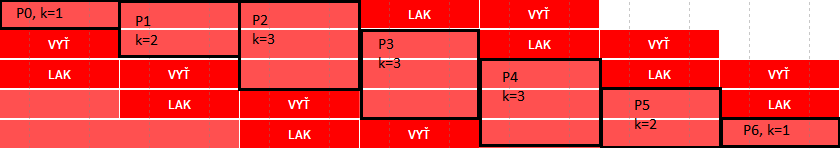 P0, k=1
P1
k=2
P2
k=3
LAK
VYŤ
VYŤ
P3
k=3
LAK
VYŤ
LAK
VYŤ
P4
k=3
LAK
VYŤ
LAK
VYŤ
P5
k=2
LAK
LAK
VYŤ
P6, k=1